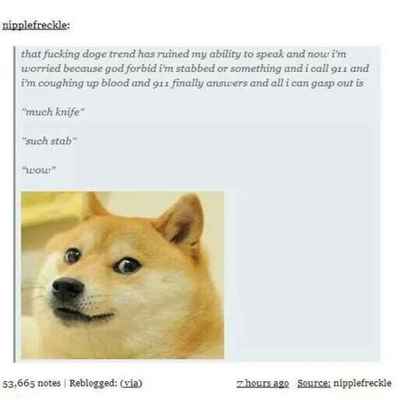 nipplefreckle:
that fucking doge trend has ruined my ability to speak and now i'm
worried because god forbid i'm stabbed or something and i call 911 and
i'm coughing up blood and 911 finally answers and all i can gasp out is
"much knife"
"such stab"
"wow"
53,665 notes | Reblogged: (via) 7 hours ago Source: nipplefreckle